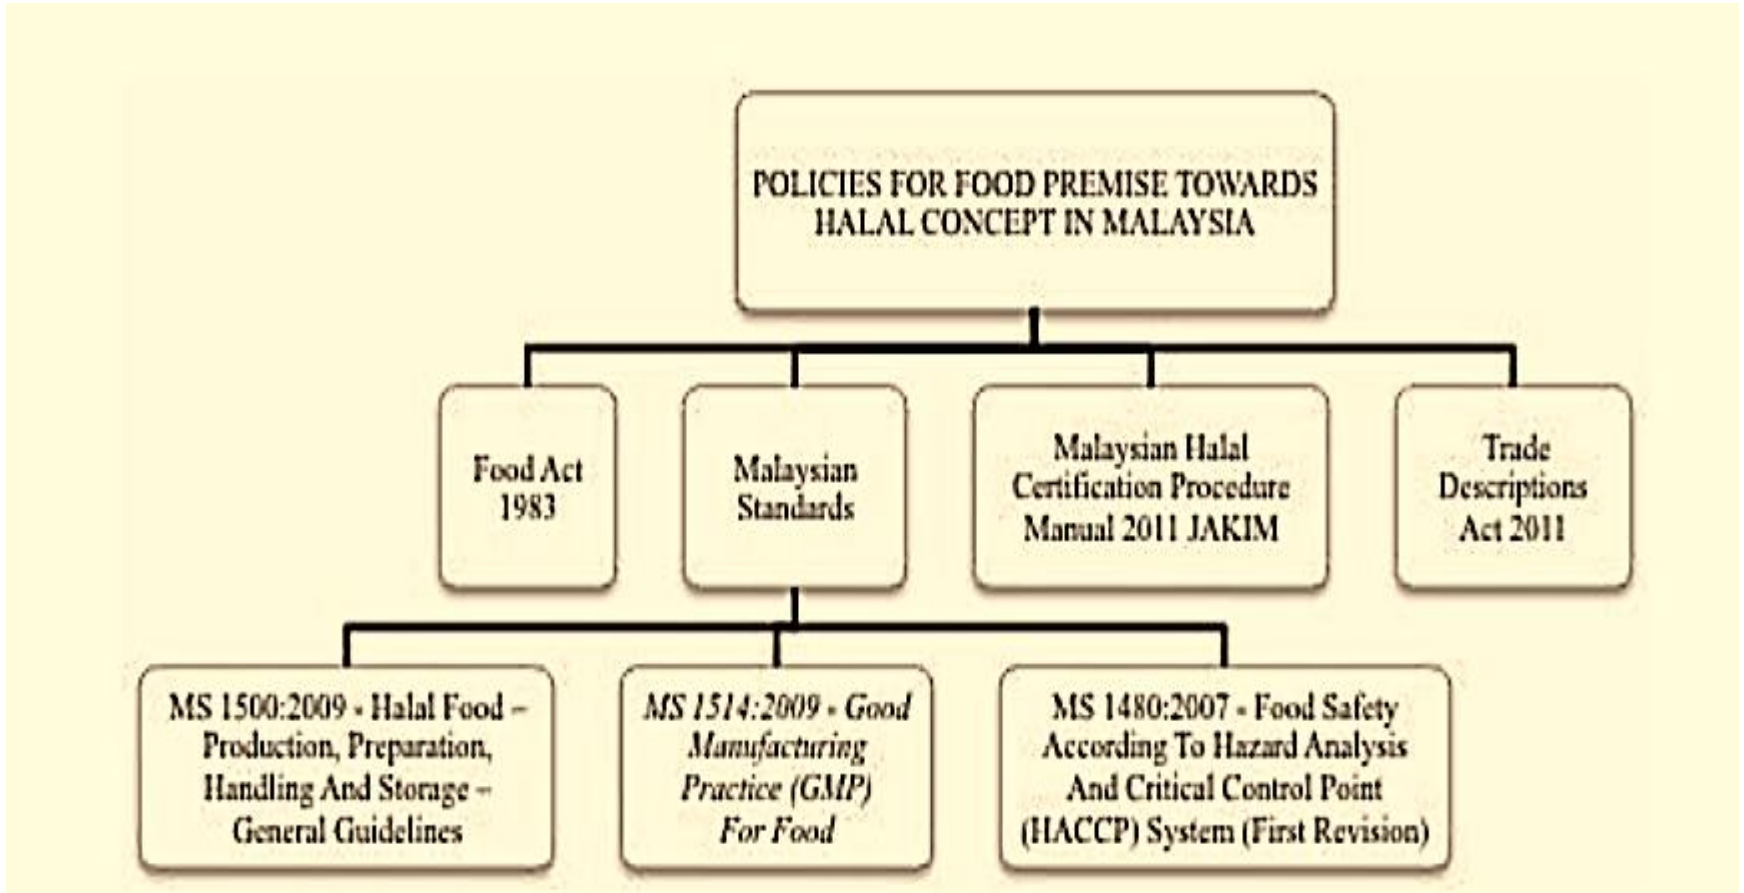 POLICIES FOR FOOD PREMISE TOWARDS
HALAL CONCEPT IN MALAYSIA
Food Act
1983
Malaysian
Standards
Malaysian Halal
Certification Procedure
Manual 2011 JAKIM
Trade
Descriptions
Act 2011
MS 1500:2009 - Halal Food –
Production, Preparation,
Handling And Storage –
General Guidelines
MS 1514:2009 - Good
Manufacturing
Practice (GMP)
For Food
MS 1480:2007 - Food Safety
According To Hazard Analysis
And Critical Control Point
(HACCP) System (First Revision)